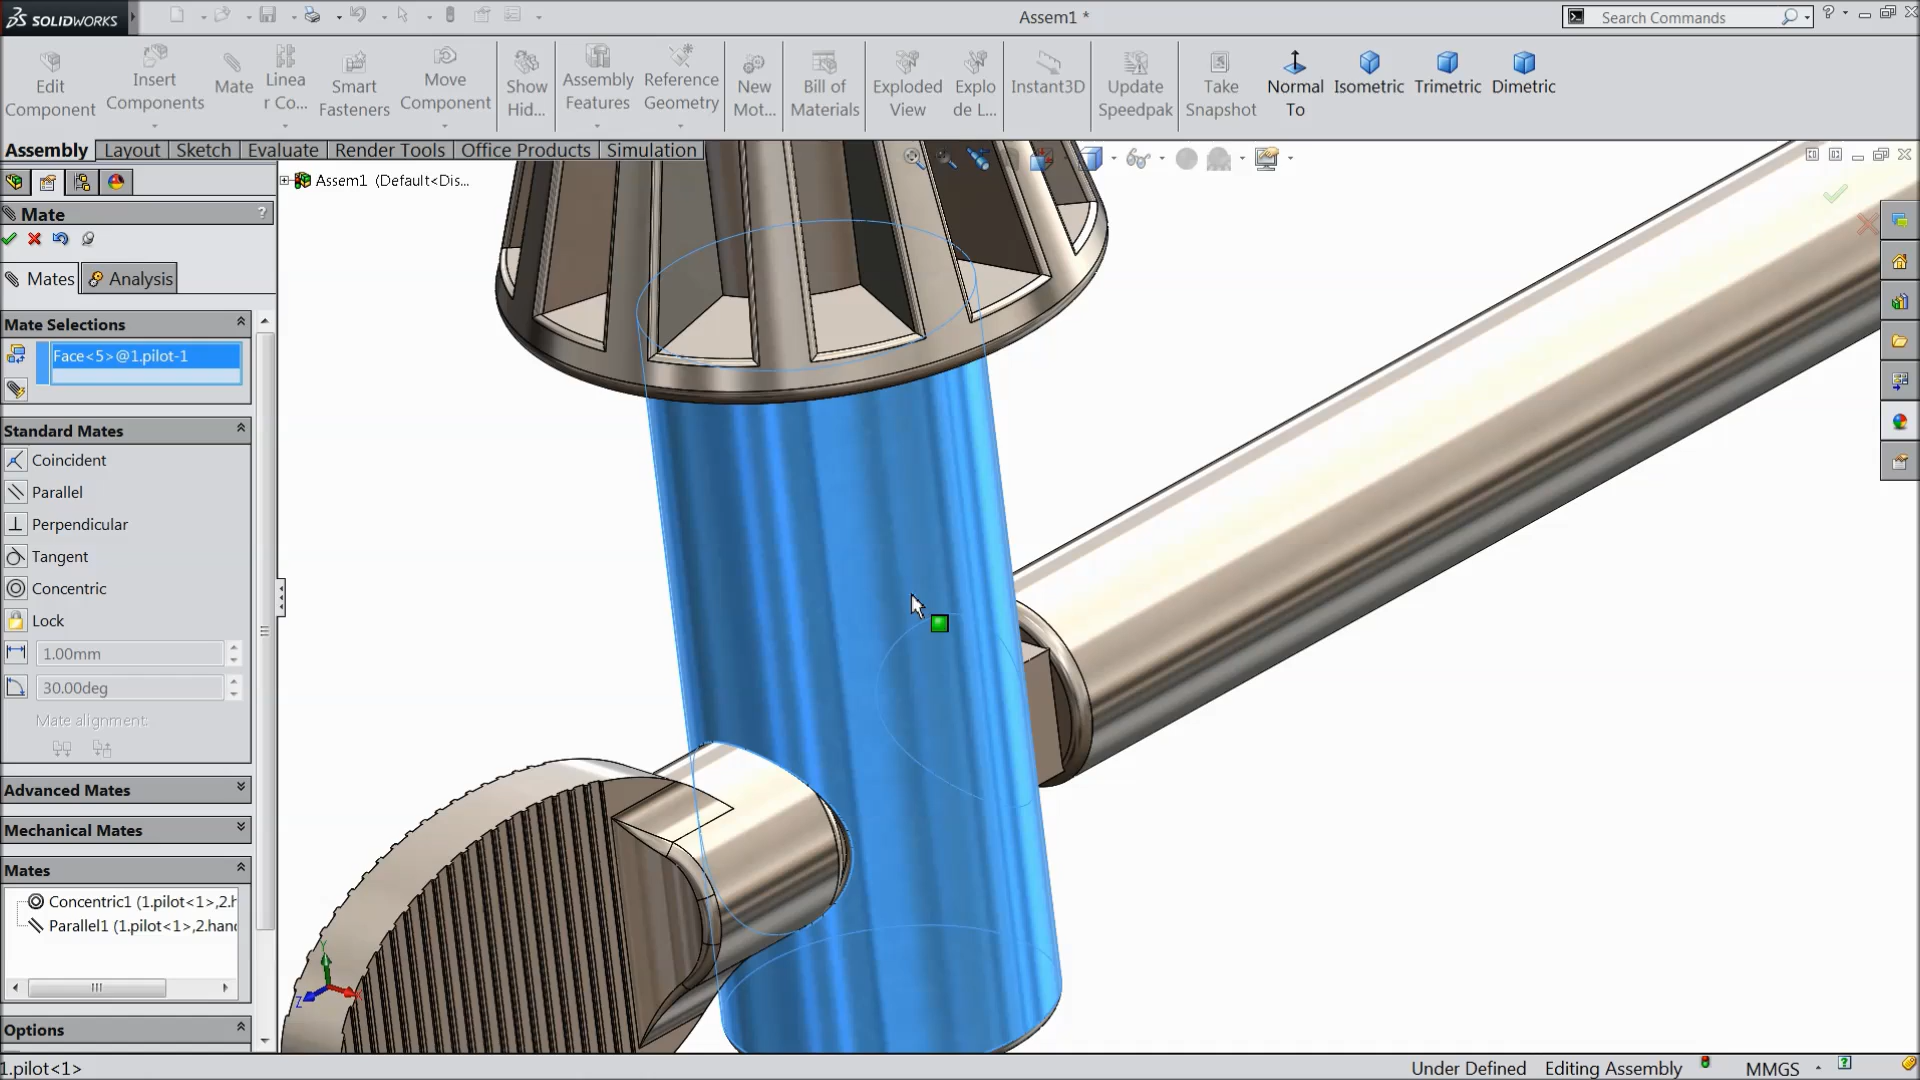 SOLIDWORKS
Assem1 *
Search Commands
?
Edit Component
Insert Components
Mate
Linea r Co...
Smart Fasteners
Move Component
Show Hid...
Assembly Features
Reference Geometry
New Mot...
Bill of Materials
Exploded View
Explo de L...
Instant3D
Update Speedpak
Take Snapshot
Normal To
Isometric
Trimetric
Dimetric
Assembly Layout Sketch Evaluate Render Tools Office Products Simulation
Assem1 (Default<Dis...
Mate ?
Mates Analysis
Mate Selections
Face<5>@1.pilot-1
Standard Mates
Coincident
Parallel
Perpendicular
Tangent
Concentric
Lock
1.00mm
30.00deg
Mate alignment:
Advanced Mates
Mechanical Mates
Mates
Concentric1 (1.pilot<1>,2.h
Parallel1 (1.pilot<1>,2.hand
Y
Z
Options
1.pilot<1>
Under Defined Editing Assembly MMGS ?